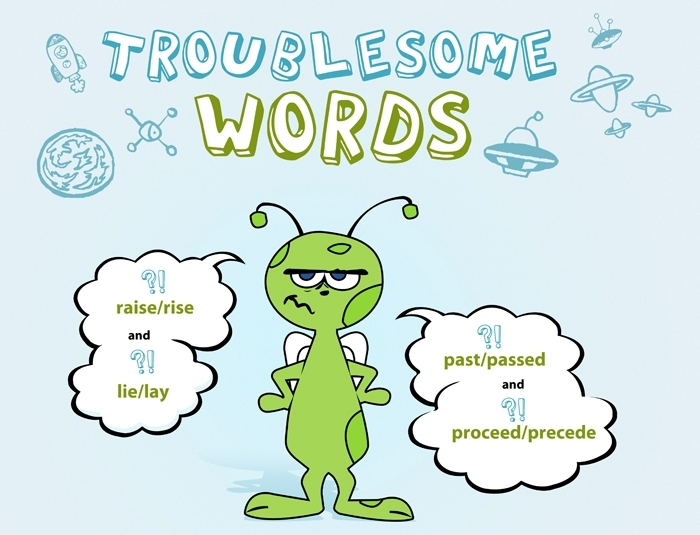 TROUBLESOME
WORDS
?!
raise/rise
and
?!
lie/lay
?!
past/passed
and
?!
proceed/precede